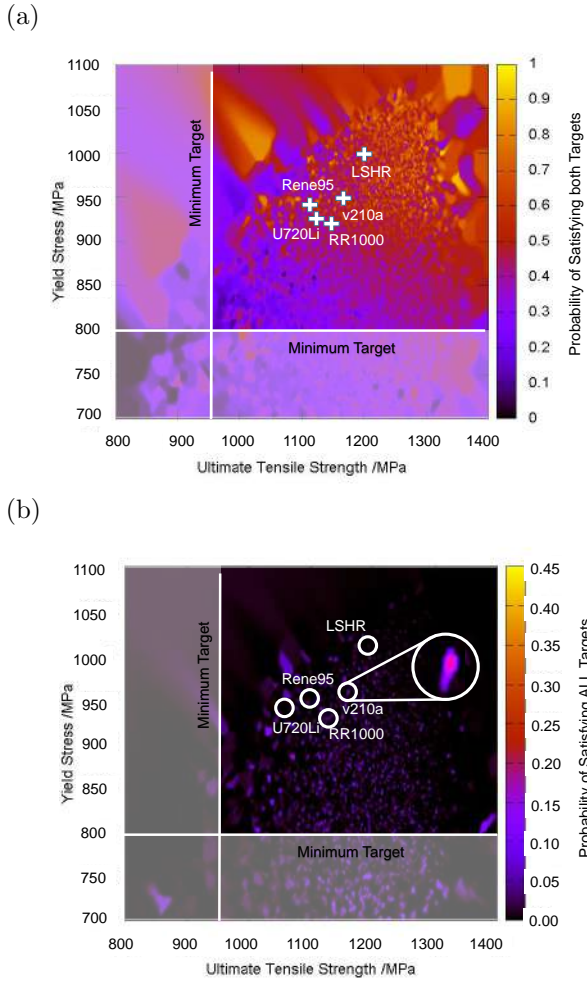 (a)
1100
1050
1000
950
900
850
800
750
700
Yield Stress /MPa
Minimum Target
LSHR
Rene95
v210a
U720Li
RR1000
Minimum Target
800
900
1000
1100
1200
1300
1400
Ultimate Tensile Strength /MPa
1
0.9
0.8
0.7
0.6
0.5
0.4
0.3
0.2
0.1
0
Probability of Satisfying both Targets
(b)
1100
1050
1000
950
900
850
800
750
700
Yield Stress /MPa
Minimum Target
LSHR
Rene95
v210a
U720Li
RR1000
Minimum Target
800
900
1000
1100
1200
1300
1400
Ultimate Tensile Strength /MPa
0.45
0.40
0.35
0.30
0.25
0.20
0.15
0.10
0.05
0.00
Probability of Satisfying ALL Targets